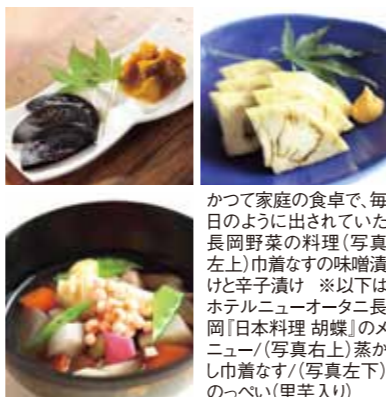 かつて家庭の食卓で、毎
日のように出されていた
長岡野菜の料理(写真
左上)巾着なすの味噌漬
けと辛子漬け ※以下は
ホテルニューオータニ長
岡『日本料理 胡蝶』のメ
ニュー/(写真右上)蒸か
し巾着なす/(写真左下)
のっぺい(里芋入り)